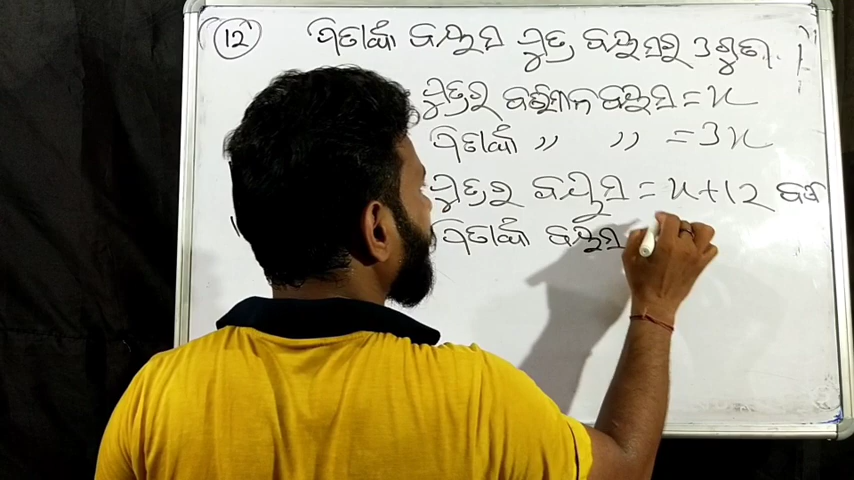 (12) ପିତାଙ୍କ ବୟସ ପୁତ୍ର ବୟସର 3 ଗୁଣ।
ପୁତ୍ରର ବର୍ତ୍ତମାନ ବୟସ = x
ପିତାଙ୍କ " " = 3x
ପୁତ୍ରର ବୟସ = x+12 ବର୍ଷ
ପିତାଙ୍କ ବୟସ